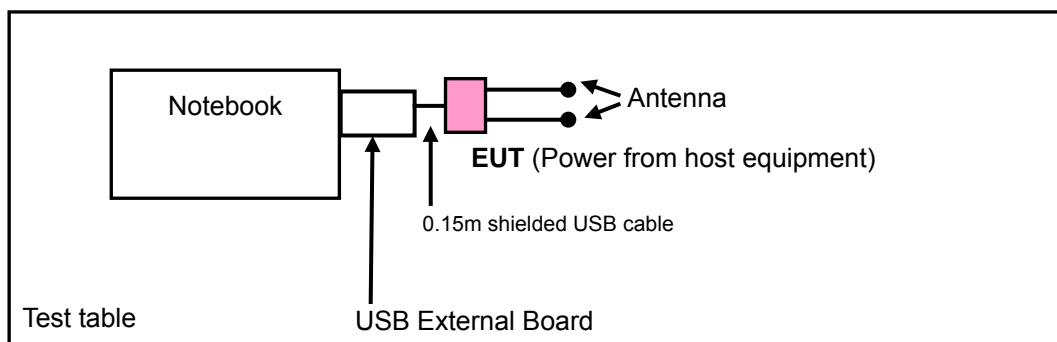 Notebook
Antenna
EUT (Power from host equipment)
0.15m shielded USB cable
Test table
USB External Board